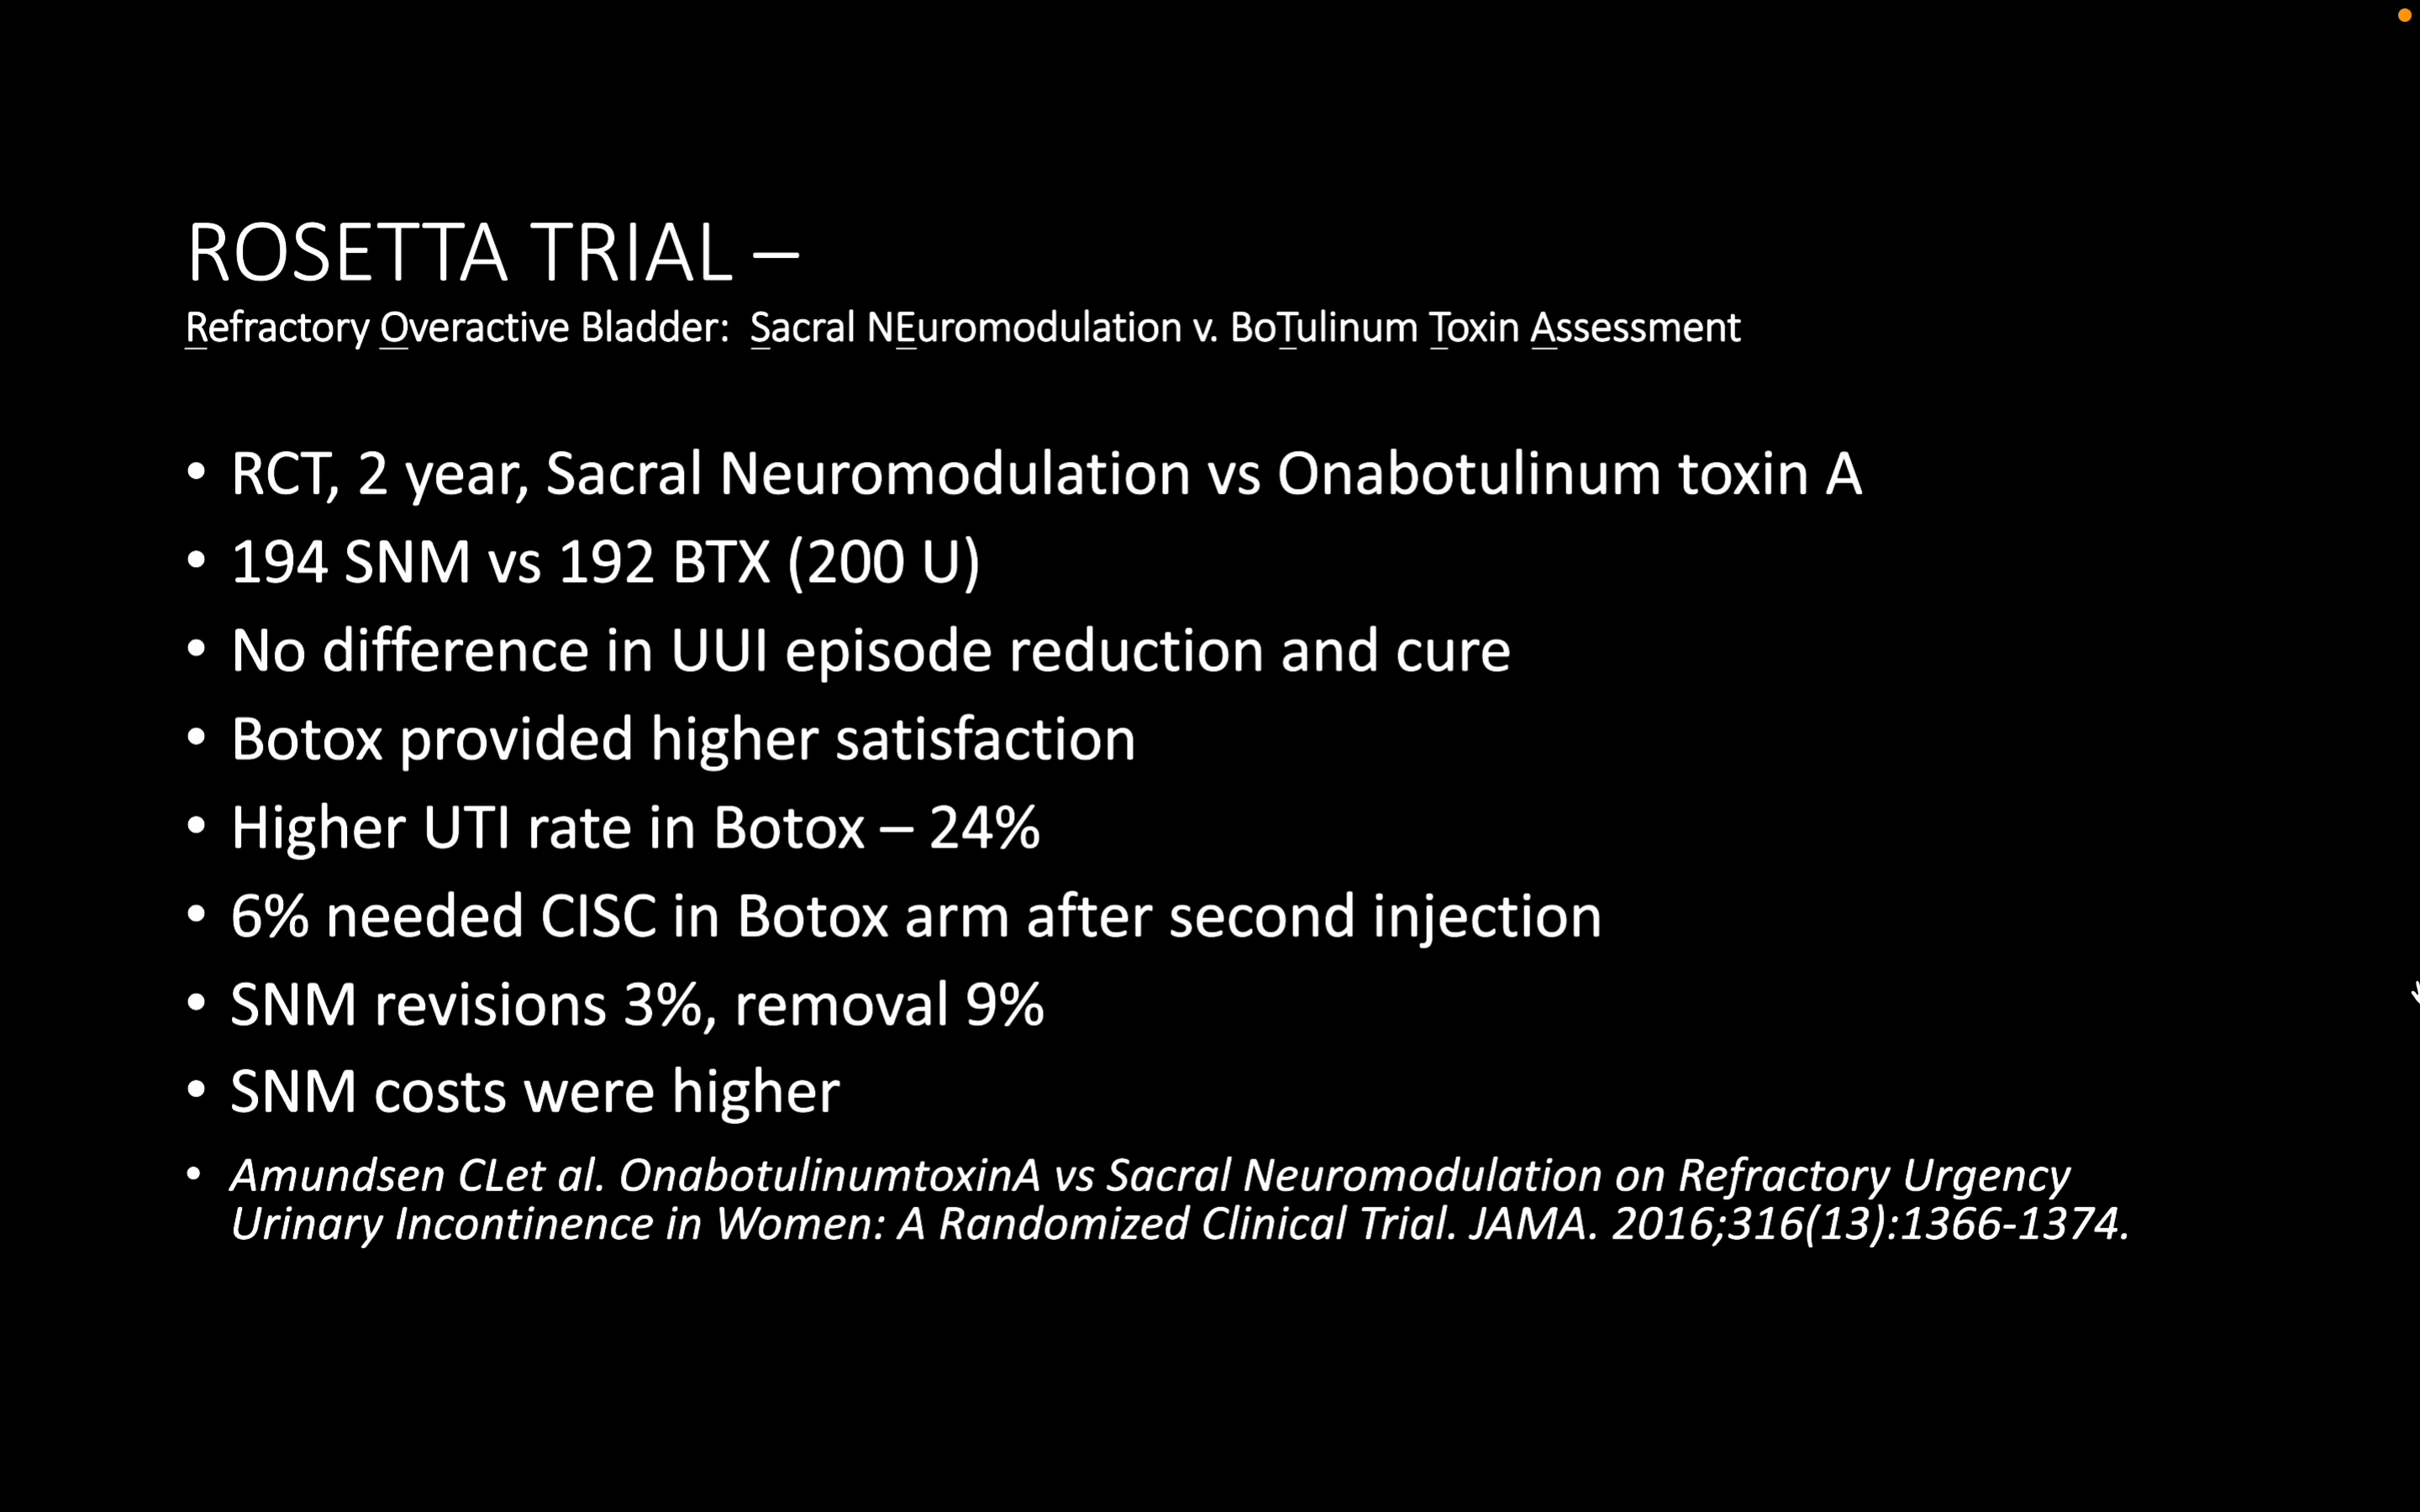 ROSETTA TRIAL –
Refractory Overactive Bladder: Sacral NEuromodulation v. BoTulinum Toxin Assessment
• RCT, 2 year, Sacral Neuromodulation vs Onabotulinum toxin A
• 194 SNM vs 192 BTX (200 U)
• No difference in UUI episode reduction and cure
• Botox provided higher satisfaction
• Higher UTI rate in Botox – 24%
• 6% needed CISC in Botox arm after second injection
• SNM revisions 3%, removal 9%
• SNM costs were higher
• Amundsen CLet al. OnabotulinumtoxinA vs Sacral Neuromodulation on Refractory Urgency
Urinary Incontinence in Women: A Randomized Clinical Trial. JAMA. 2016;316(13):1366-1374.